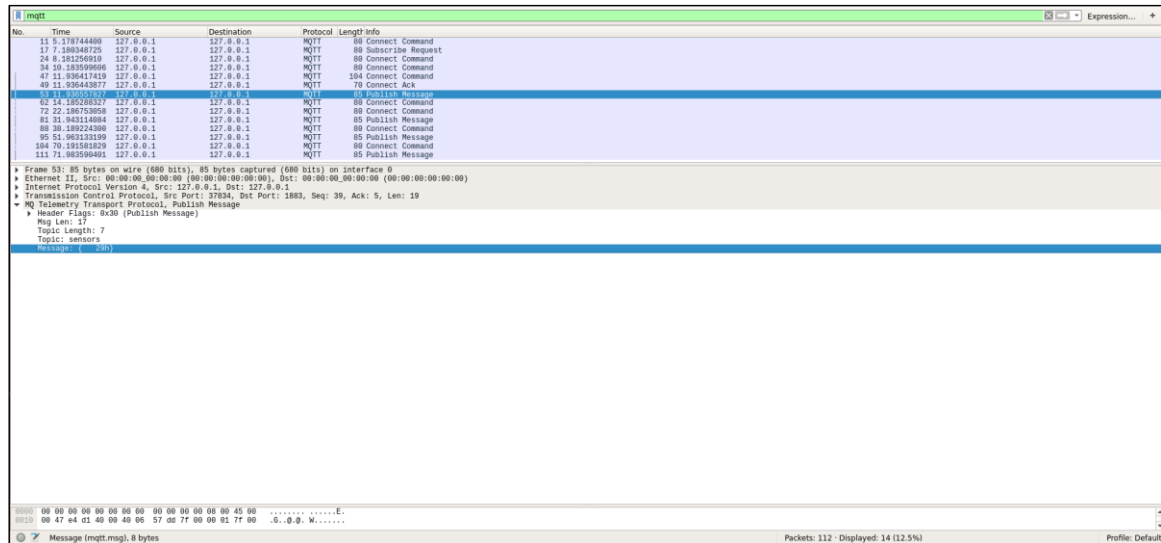 mqtt Expression... +
No. Time Source Destination Protocol Length Info
11 5.178744400 127.0.0.1 127.0.0.1 MQTT 80 Connect Command
17 7.180348725 127.0.0.1 127.0.0.1 MQTT 80 Subscribe Request
24 8.181256910 127.0.0.1 127.0.0.1 MQTT 80 Connect Command
34 10.183599606 127.0.0.1 127.0.0.1 MQTT 80 Connect Command
47 11.936417419 127.0.0.1 127.0.0.1 MQTT 104 Connect Command
49 11.936443877 127.0.0.1 127.0.0.1 MQTT 70 Connect Ack
53 11.936557827 127.0.0.1 127.0.0.1 MQTT 85 Publish Message
62 14.185288327 127.0.0.1 127.0.0.1 MQTT 80 Connect Command
72 22.186753058 127.0.0.1 127.0.0.1 MQTT 80 Connect Command
81 31.943114084 127.0.0.1 127.0.0.1 MQTT 85 Publish Message
88 38.189224300 127.0.0.1 127.0.0.1 MQTT 80 Connect Command
95 51.963133199 127.0.0.1 127.0.0.1 MQTT 85 Publish Message
104 70.191581829 127.0.0.1 127.0.0.1 MQTT 80 Connect Command
111 71.983590401 127.0.0.1 127.0.0.1 MQTT 85 Publish Message
Frame 53: 85 bytes on wire (680 bits), 85 bytes captured (680 bits) on interface 0
Ethernet II, Src: 00:00:00_00:00:00 (00:00:00:00:00:00), Dst: 00:00:00_00:00:00 (00:00:00:00:00:00)
Internet Protocol Version 4, Src: 127.0.0.1, Dst: 127.0.0.1
Transmission Control Protocol, Src Port: 37034, Dst Port: 1883, Seq: 39, Ack: 5, Len: 19
MQ Telemetry Transport Protocol, Publish Message
Header Flags: 0x30 (Publish Message)
Msg Len: 17
Topic Length: 7
Topic: sensors
Message: (   29h)
0000 00 00 00 00 00 00 00 00 00 00 00 00 08 00 45 00 ........ ......E.
0010 00 47 e4 d1 40 00 40 06 57 dd 7f 00 00 01 7f 00 .G..@.@. W.......
Message (mqtt.msg), 8 bytes Packets: 112 · Displayed: 14 (12.5%) Profile: Default